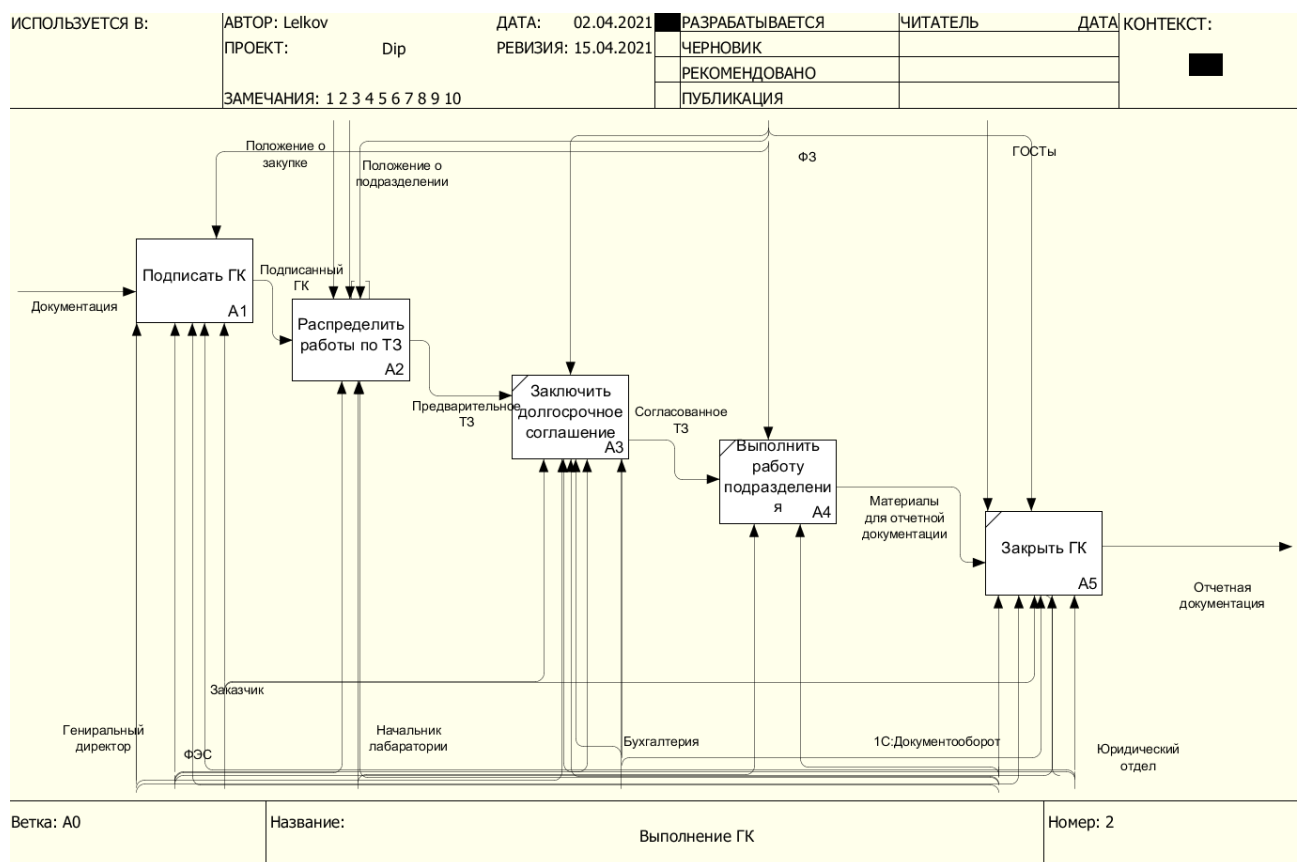 ИСПОЛЬЗУЕТСЯ В:
АВТОР: Lelkov
ДАТА: 02.04.2021
РАЗРАБАТЫВАЕТСЯ
ЧИТАТЕЛЬ
ДАТА
КОНТЕКСТ:
ПРОЕКТ: Dip
РЕВИЗИЯ: 15.04.2021
ЧЕРНОВИК
РЕКОМЕНДОВАНО
ЗАМЕЧАНИЯ: 1 2 3 4 5 6 7 8 9 10
ПУБЛИКАЦИЯ
Положение о
закупке
Положение о
подразделении
ФЗ
ГОСТы
Подписать ГК
A1
Документация
Подписанный
ГК
Распределить
работы по ТЗ
A2
Предварительное
ТЗ
Заключить
долгосрочное
соглашение
A3
Согласованное
ТЗ
Выполнить
работу
подразделени
я
A4
Материалы
для отчетной
документации
Закрыть ГК
A5
Отчетная
документация
Заказчик
Гениральный
директор
ФЭС
Начальник
лабаратории
Бухгалтерия
1С:Документооборот
Юридический
отдел
Ветка: A0
Название:
Выполнение ГК
Номер: 2